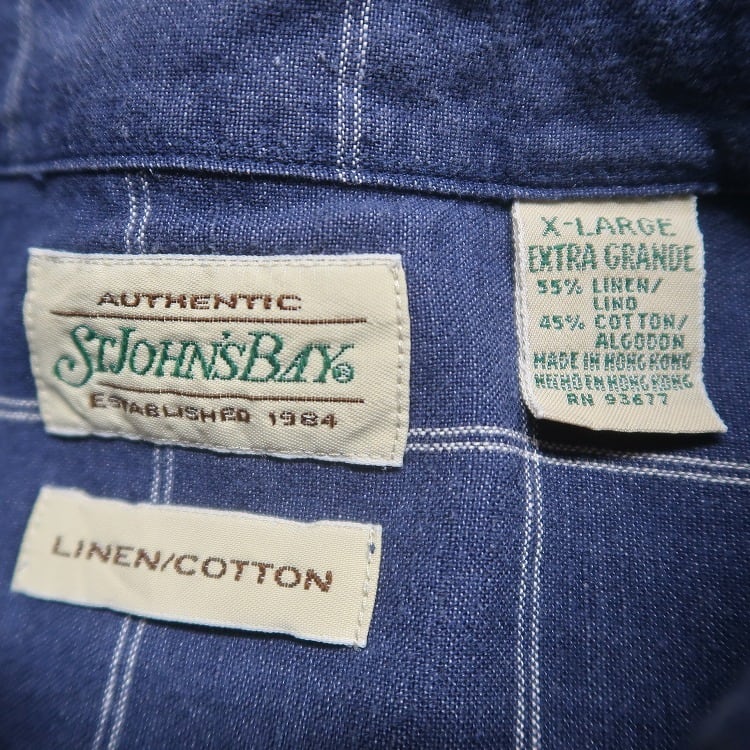 AUTHENTIC
ST JOHN'S BAY®
ESTABLISHED 1984
LINEN/COTTON
X-LARGE
EXTRA GRANDE
55% LINEN/
LINO
45% COTTON/
ALGODON
MADE IN HONG KONG
HECHO EN HONG KONG
RN 93677